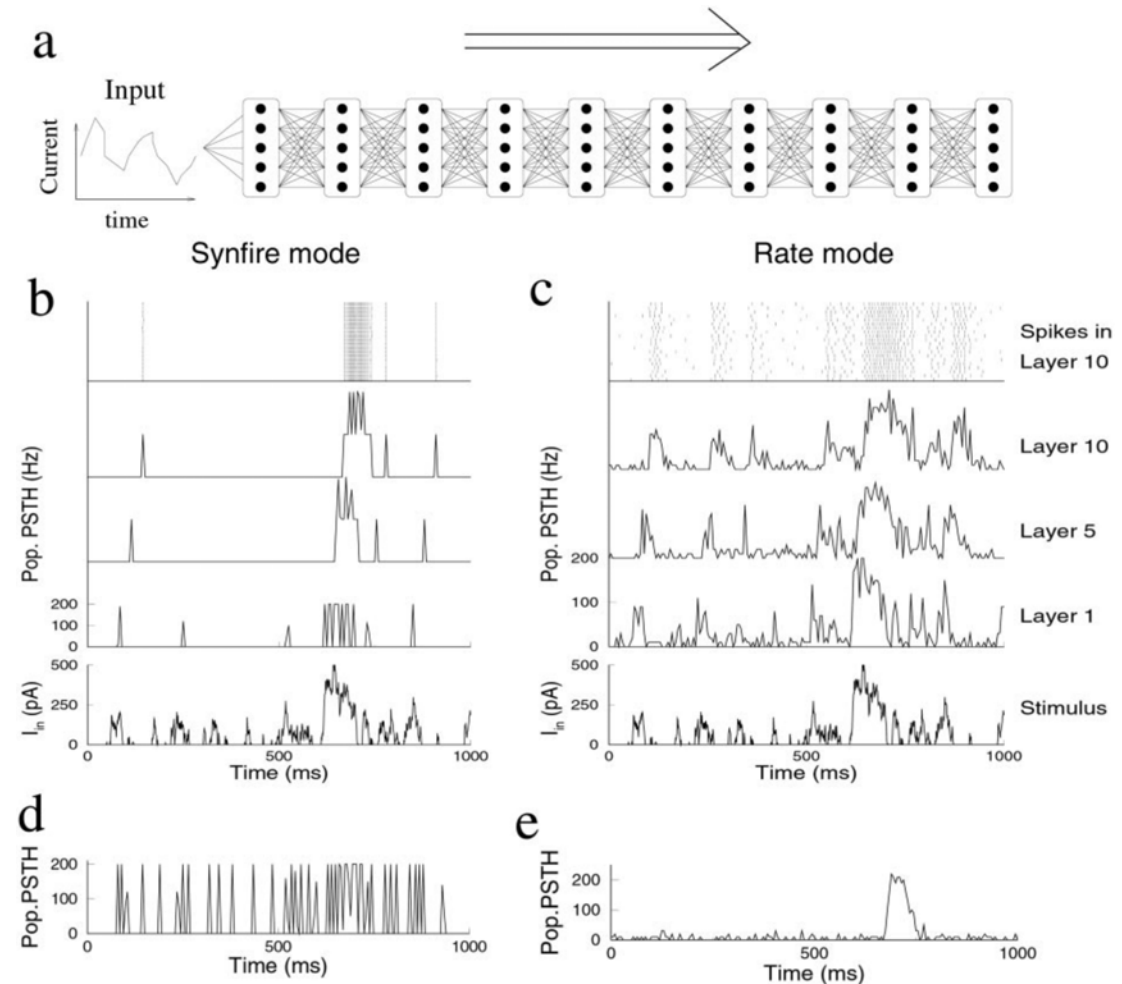 a
Input
Current
time
Synfire mode
Rate mode
b
Pop. PSTH (Hz)
200
100
0
500
250
0
I_in (pA)
0
500
1000
Time (ms)
c
Spikes in
Layer 10
Layer 10
Layer 5
Layer 1
Stimulus
Pop. PSTH (Hz)
200
100
0
500
250
0
I_in (pA)
0
500
1000
Time (ms)
d
Pop.PSTH
200
100
0
0
500
1000
Time (ms)
e
Pop.PSTH
200
100
0
0
500
1000
Time (ms)